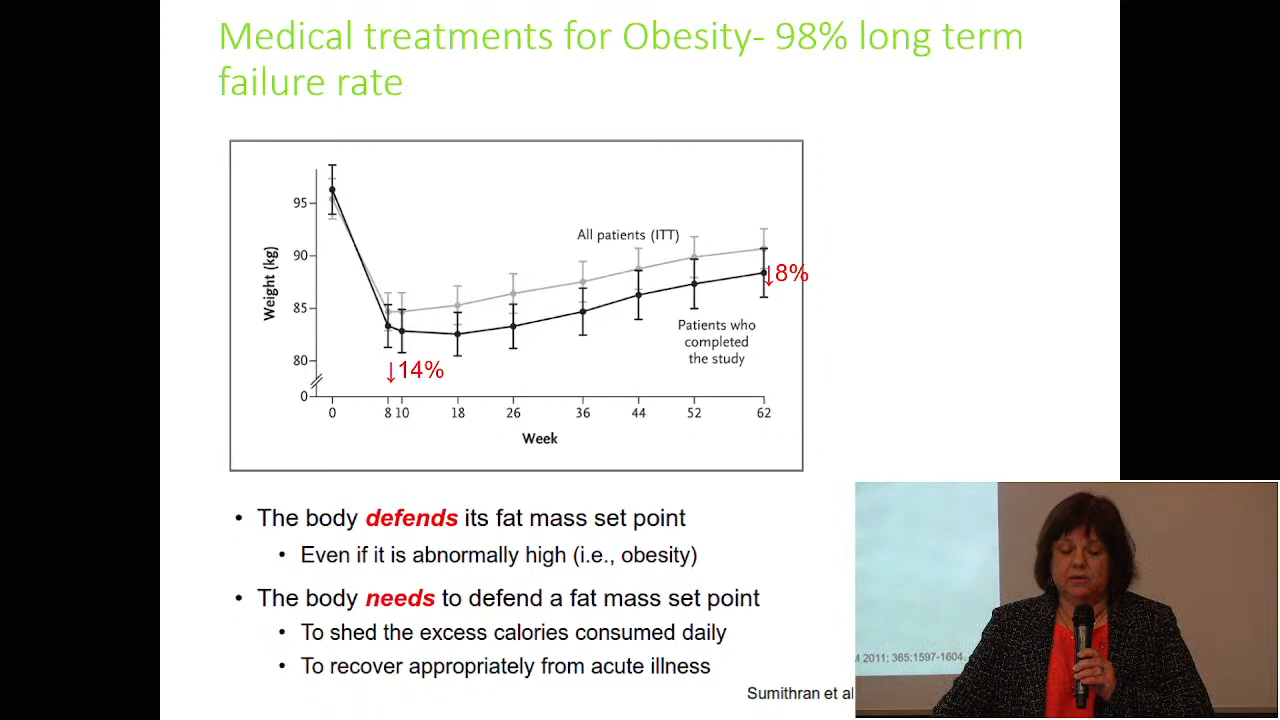 Medical treatments for Obesity- 98% long term
failure rate
95
90
85
80
0
Weight (kg)
All patients (ITT)
↓8%
Patients who
completed
the study
↓14%
0 8 10 18 26 36 44 52 62
Week
• The body defends its fat mass set point
• Even if it is abnormally high (i.e., obesity)
• The body needs to defend a fat mass set point
• To shed the excess calories consumed daily
• To recover appropriately from acute illness
Sumithran et al
M 2011; 365:1597-1604.